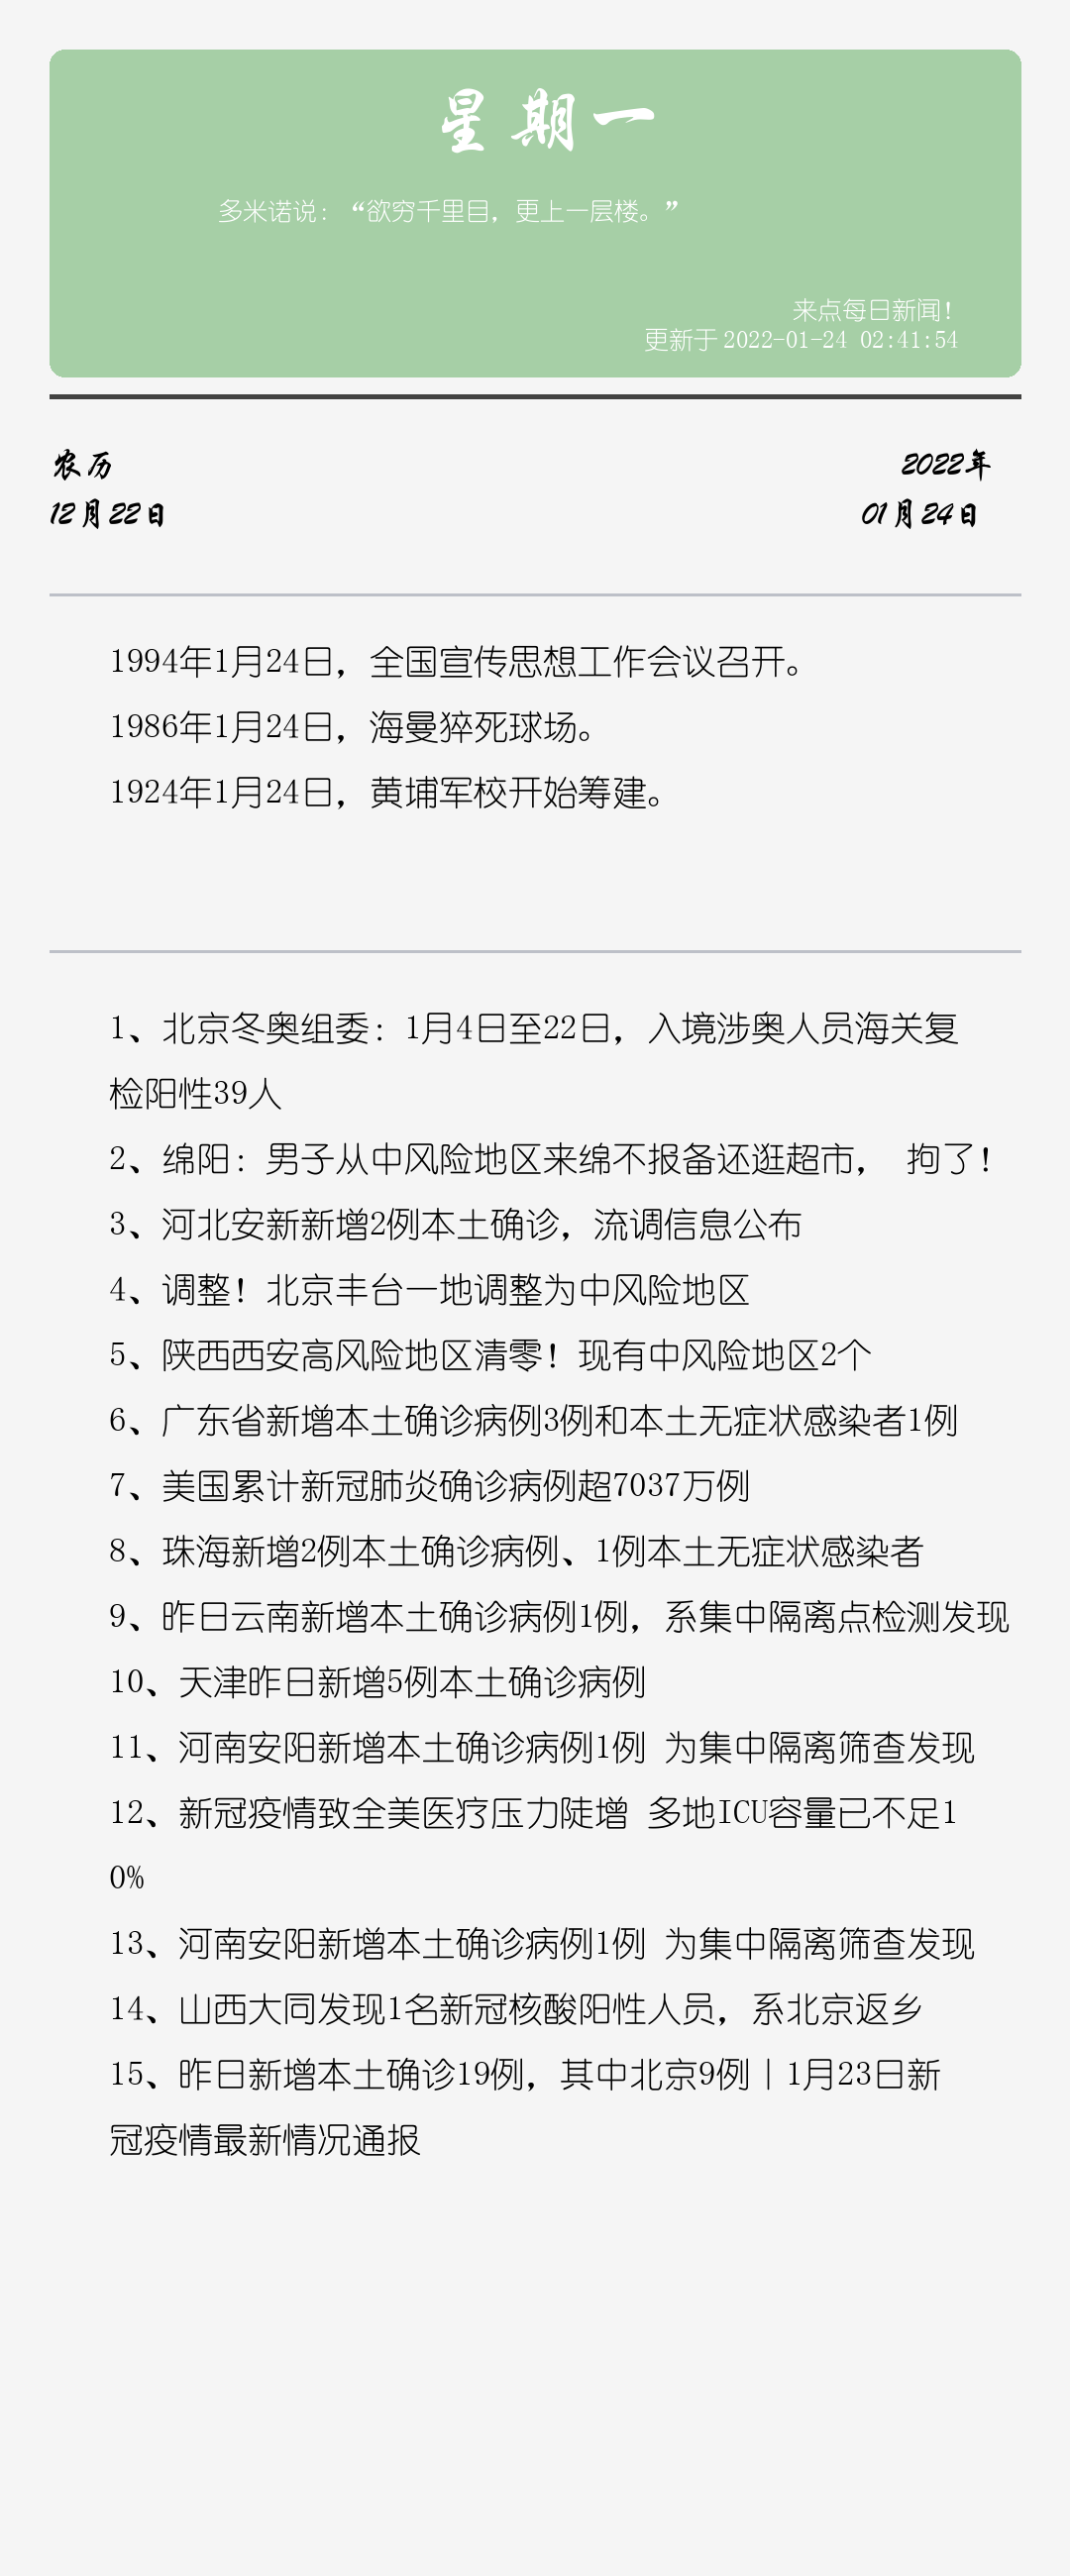 星期一
多米诺说：“欲穷千里目，更上一层楼。”
来点每日新闻！
更新于2022-01-24 02:41:54
农历
2022年
12月22日
01月24日
1994年1月24日，全国宣传思想工作会议召开。
1986年1月24日，海曼猝死球场。
1924年1月24日，黄埔军校开始筹建。
1、北京冬奥组委：1月4日至22日，入境涉奥人员海关复
检阳性39人
2、绵阳：男子从中风险地区来绵不报备还逛超市， 拘了！
3、河北安新新增2例本土确诊，流调信息公布
4、调整！北京丰台一地调整为中风险地区
5、陕西西安高风险地区清零！现有中风险地区2个
6、广东省新增本土确诊病例3例和本土无症状感染者1例
7、美国累计新冠肺炎确诊病例超7037万例
8、珠海新增2例本土确诊病例、1例本土无症状感染者
9、昨日云南新增本土确诊病例1例，系集中隔离点检测发现
10、天津昨日新增5例本土确诊病例
11、河南安阳新增本土确诊病例1例 为集中隔离筛查发现
12、新冠疫情致全美医疗压力陡增 多地ICU容量已不足1
0%
13、河南安阳新增本土确诊病例1例 为集中隔离筛查发现
14、山西大同发现1名新冠核酸阳性人员，系北京返乡
15、昨日新增本土确诊19例，其中北京9例｜1月23日新
冠疫情最新情况通报